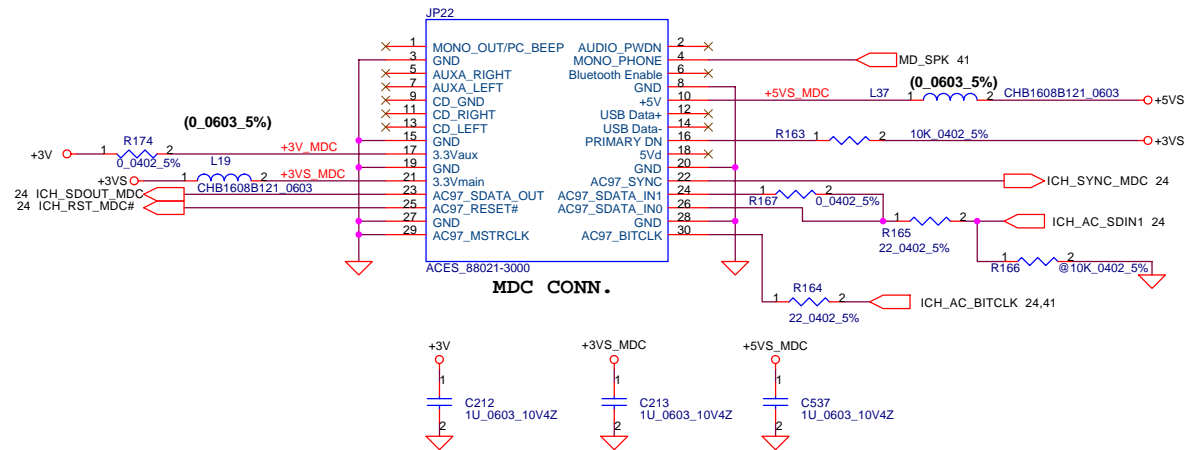 JP22
1 MONO_OUT/PC_BEEP AUDIO_PWDN 2
3 GND MONO_PHONE 4 MD_SPK 41
5 AUXA_RIGHT Bluetooth Enable 6
7 AUXA_LEFT GND 8
(0_0603_5%)
9 CD_GND +5V 10 +5VS_MDC L37 1 2 CHB1608B121_0603 +5VS
11 CD_RIGHT USB Data+ 12
13 CD_LEFT USB Data- 14
(0_0603_5%)
15 GND PRIMARY DN 16 R163 1 2 10K_0402_5% +3VS
+3V 1 R174 2 0_0402_5% +3V_MDC 17 3.3Vaux 5Vd 18
19 GND GND 20
+3VS 1 L19 2 CHB1608B121_0603 +3VS_MDC 21 3.3Vmain AC97_SYNC 22 ICH_SYNC_MDC 24
24 ICH_SDOUT_MDC 23 AC97_SDATA_OUT AC97_SDATA_IN1 24 R167 1 2 0_0402_5%
24 ICH_RST_MDC# 25 AC97_RESET# AC97_SDATA_IN0 26
27 GND GND 28 R165 1 2 22_0402_5% ICH_AC_SDIN1 24
29 AC97_MSTRCLK AC97_BITCLK 30
R166 1 2 @10K_0402_5%
ACES_88021-3000
MDC CONN.
R164 1 2 22_0402_5% ICH_AC_BITCLK 24,41
+3V +3VS_MDC +5VS_MDC
1 1 1
C212 C213 C537
1U_0603_10V4Z 1U_0603_10V4Z 1U_0603_10V4Z
2 2 2